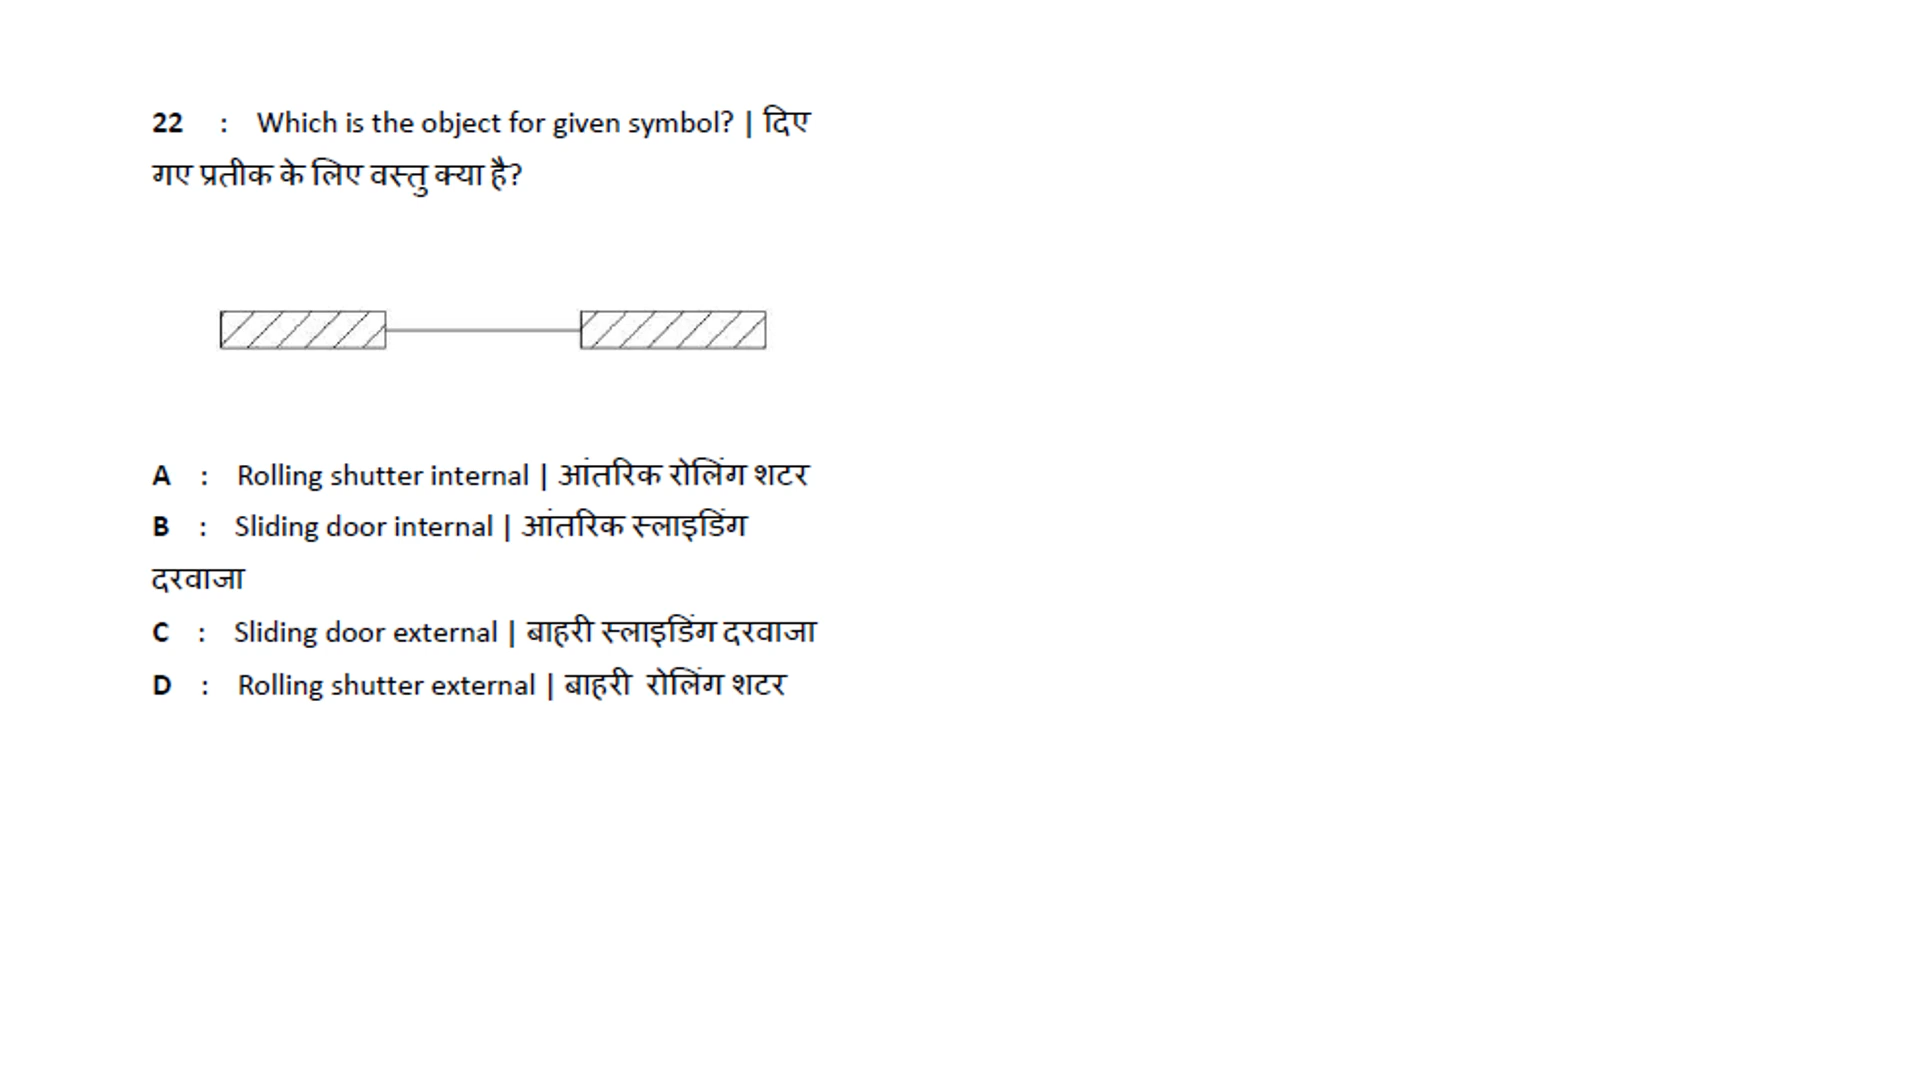 22 : Which is the object for given symbol? | दिए
गए प्रतीक के लिए वस्तु क्या है?
A : Rolling shutter internal | आंतरिक रोलिंग शटर
B : Sliding door internal | आंतरिक स्लाइडिंग
दरवाजा
C : Sliding door external | बाहरी स्लाइडिंग दरवाजा
D : Rolling shutter external | बाहरी रोलिंग शटर